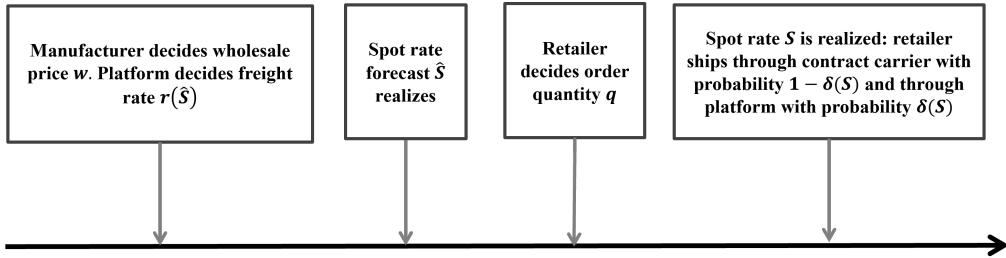 Manufacturer decides wholesale
price w. Platform decides freight
rate r(Ŝ)
Spot rate
forecast Ŝ
realizes
Retailer
decides order
quantity q
Spot rate S is realized: retailer
ships through contract carrier with
probability 1 − δ(S) and through
platform with probability δ(S)